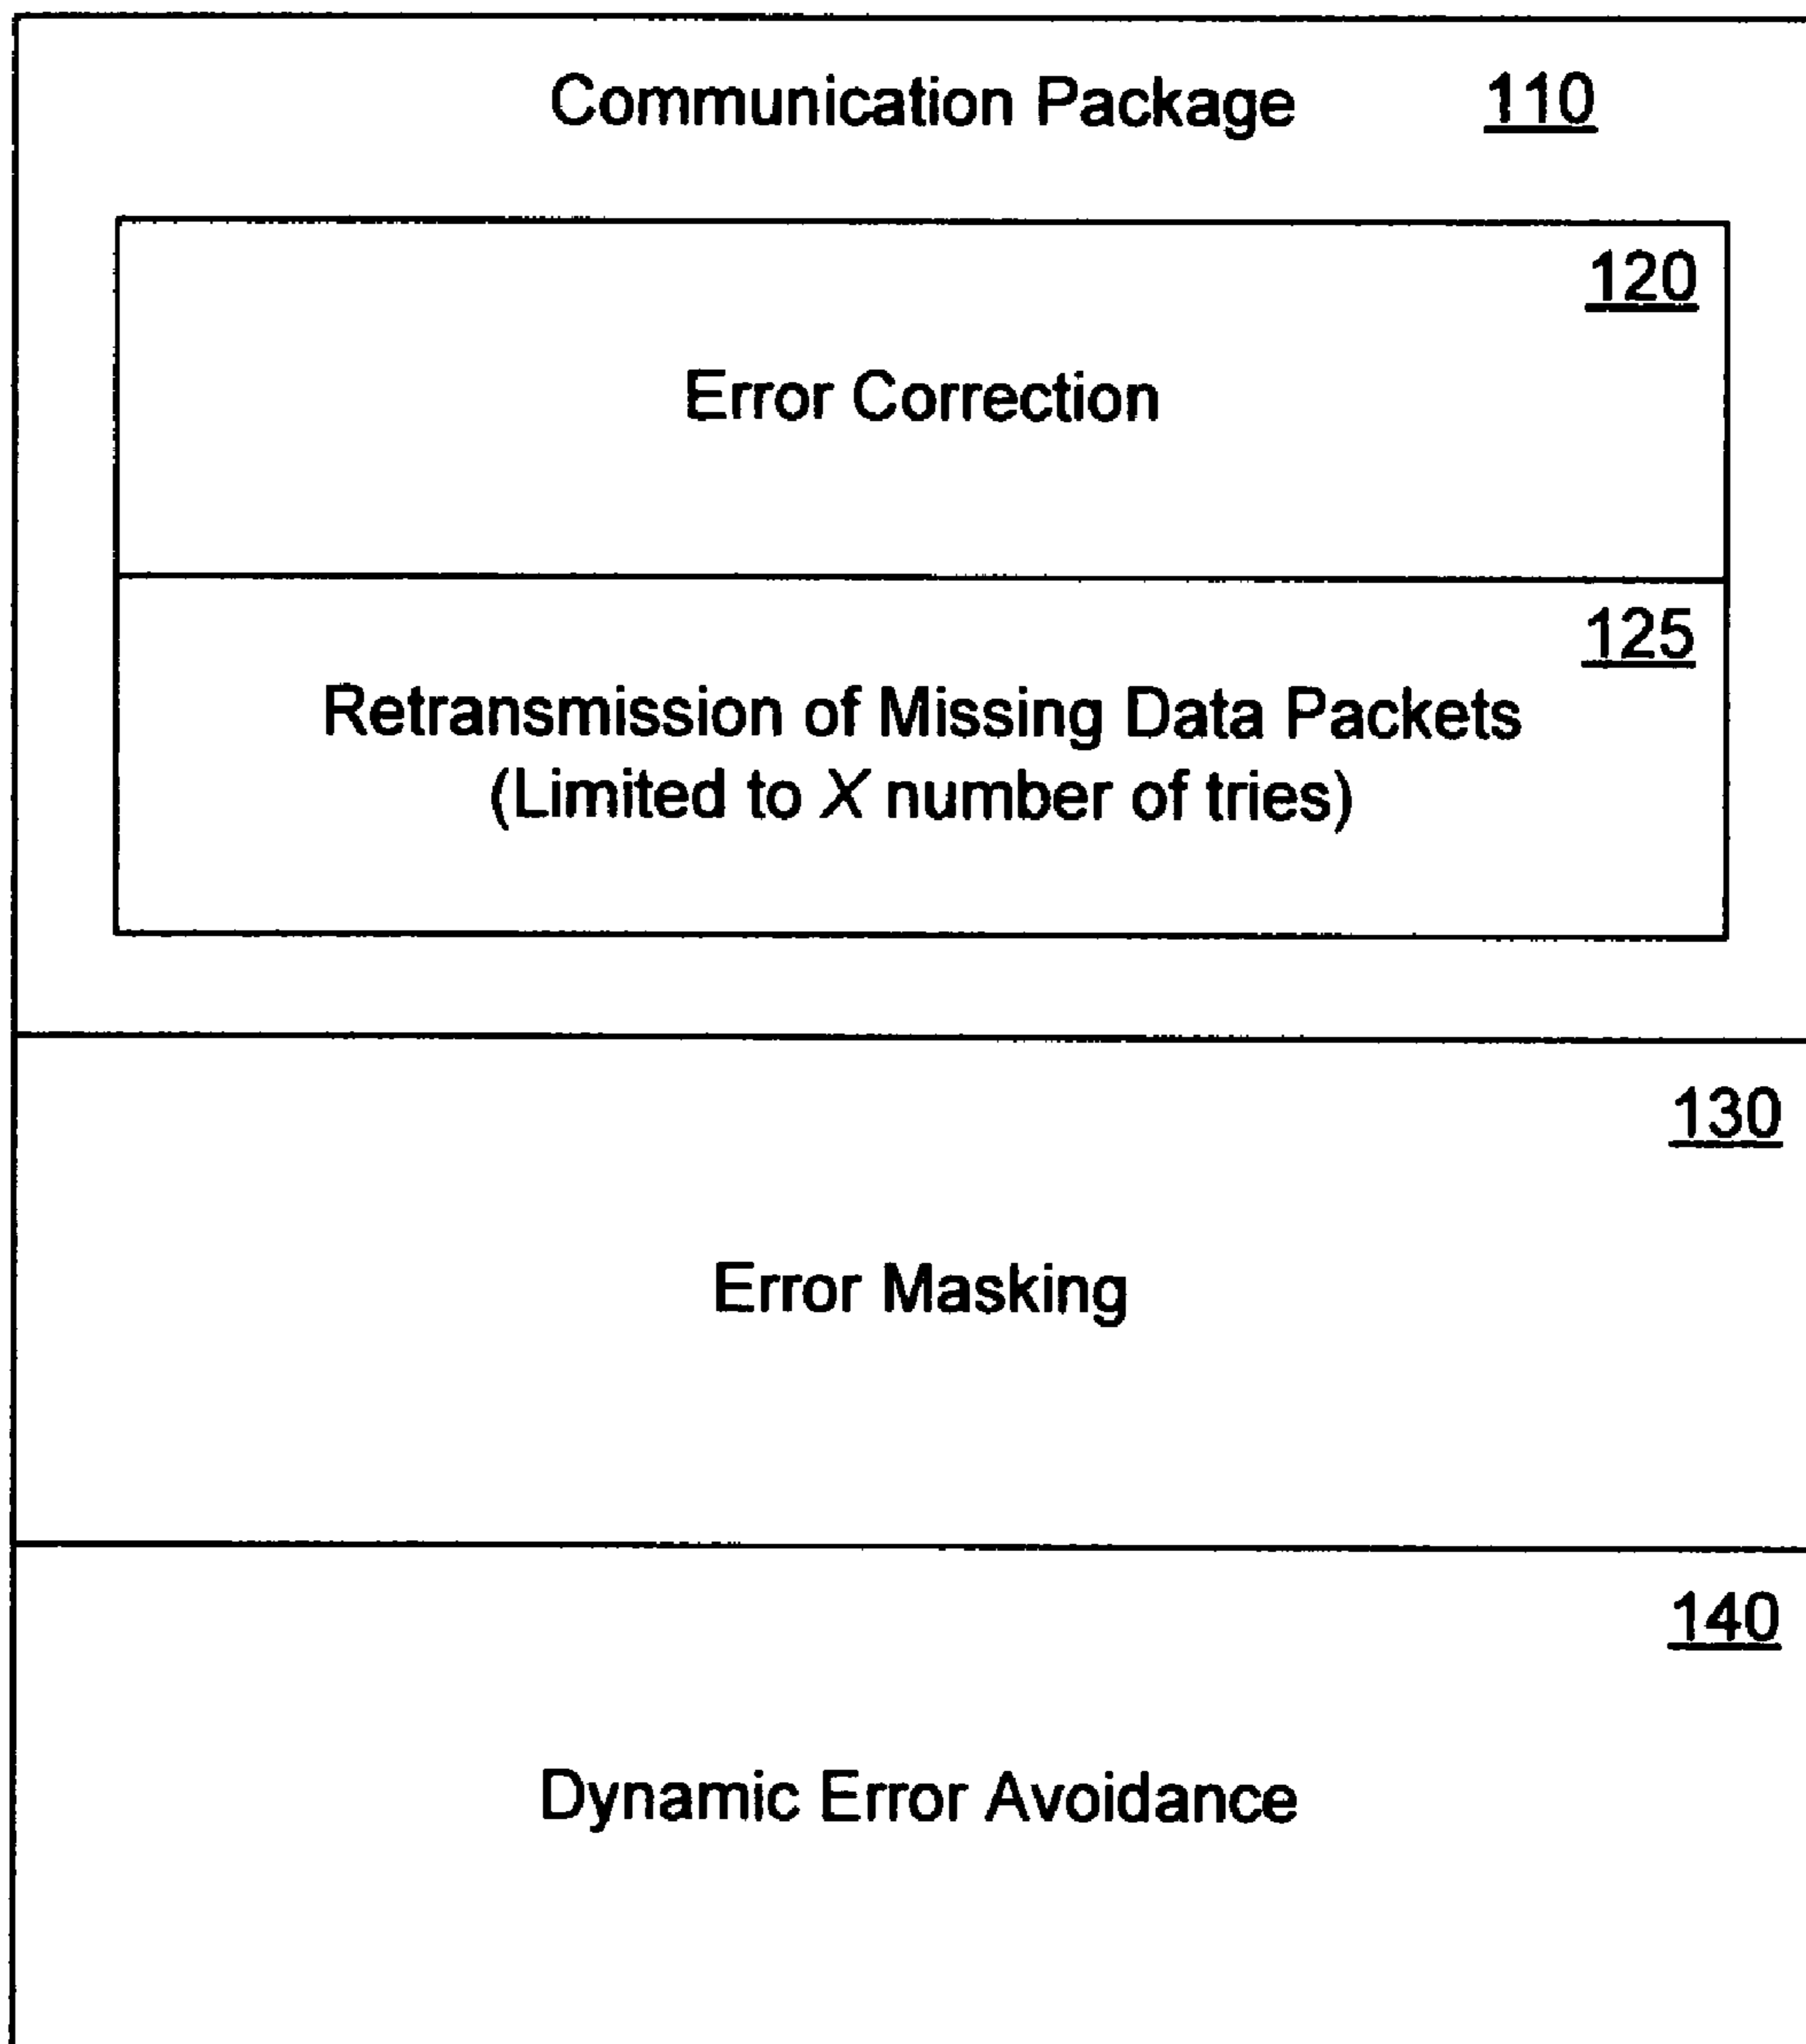 Communication Package 110
120
Error Correction
125
Retransmission of Missing Data Packets
(Limited to X number of tries)
130
Error Masking
140
Dynamic Error Avoidance